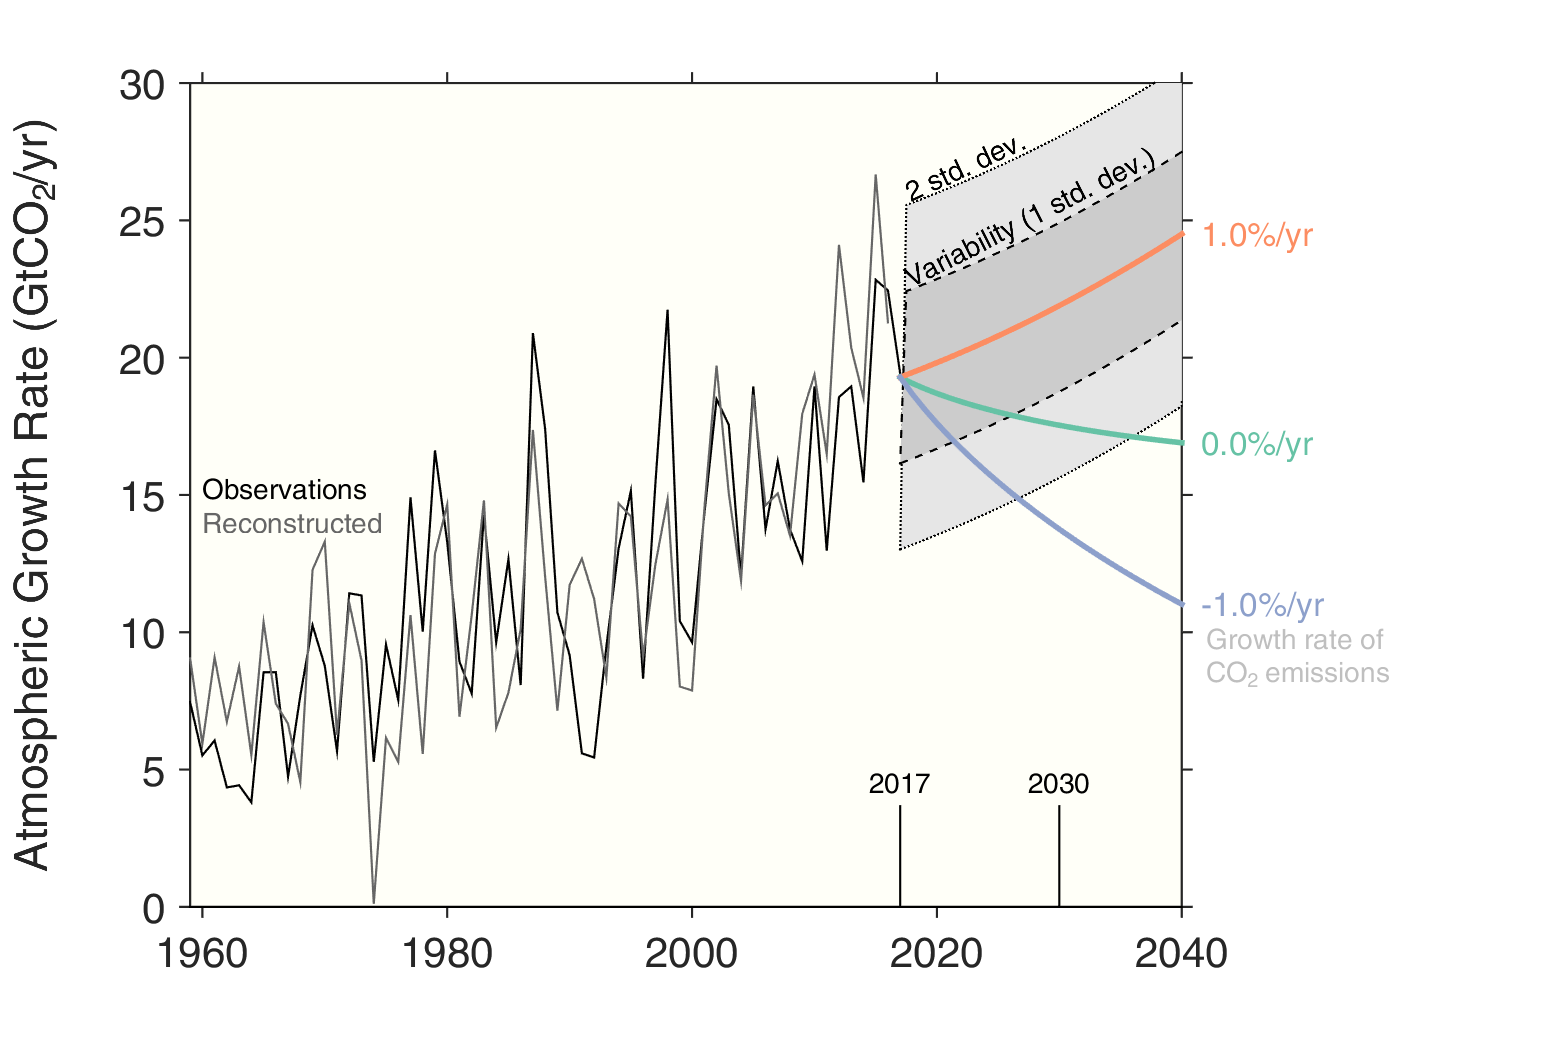 Atmospheric Growth Rate (GtCO₂/yr)
30
25
20
15
10
5
0
1960
1980
2000
2020
2040
Observations
Reconstructed
2 std. dev.
Variability (1 std. dev.)
1.0%/yr
0.0%/yr
-1.0%/yr
Growth rate of
CO₂ emissions
2017
2030